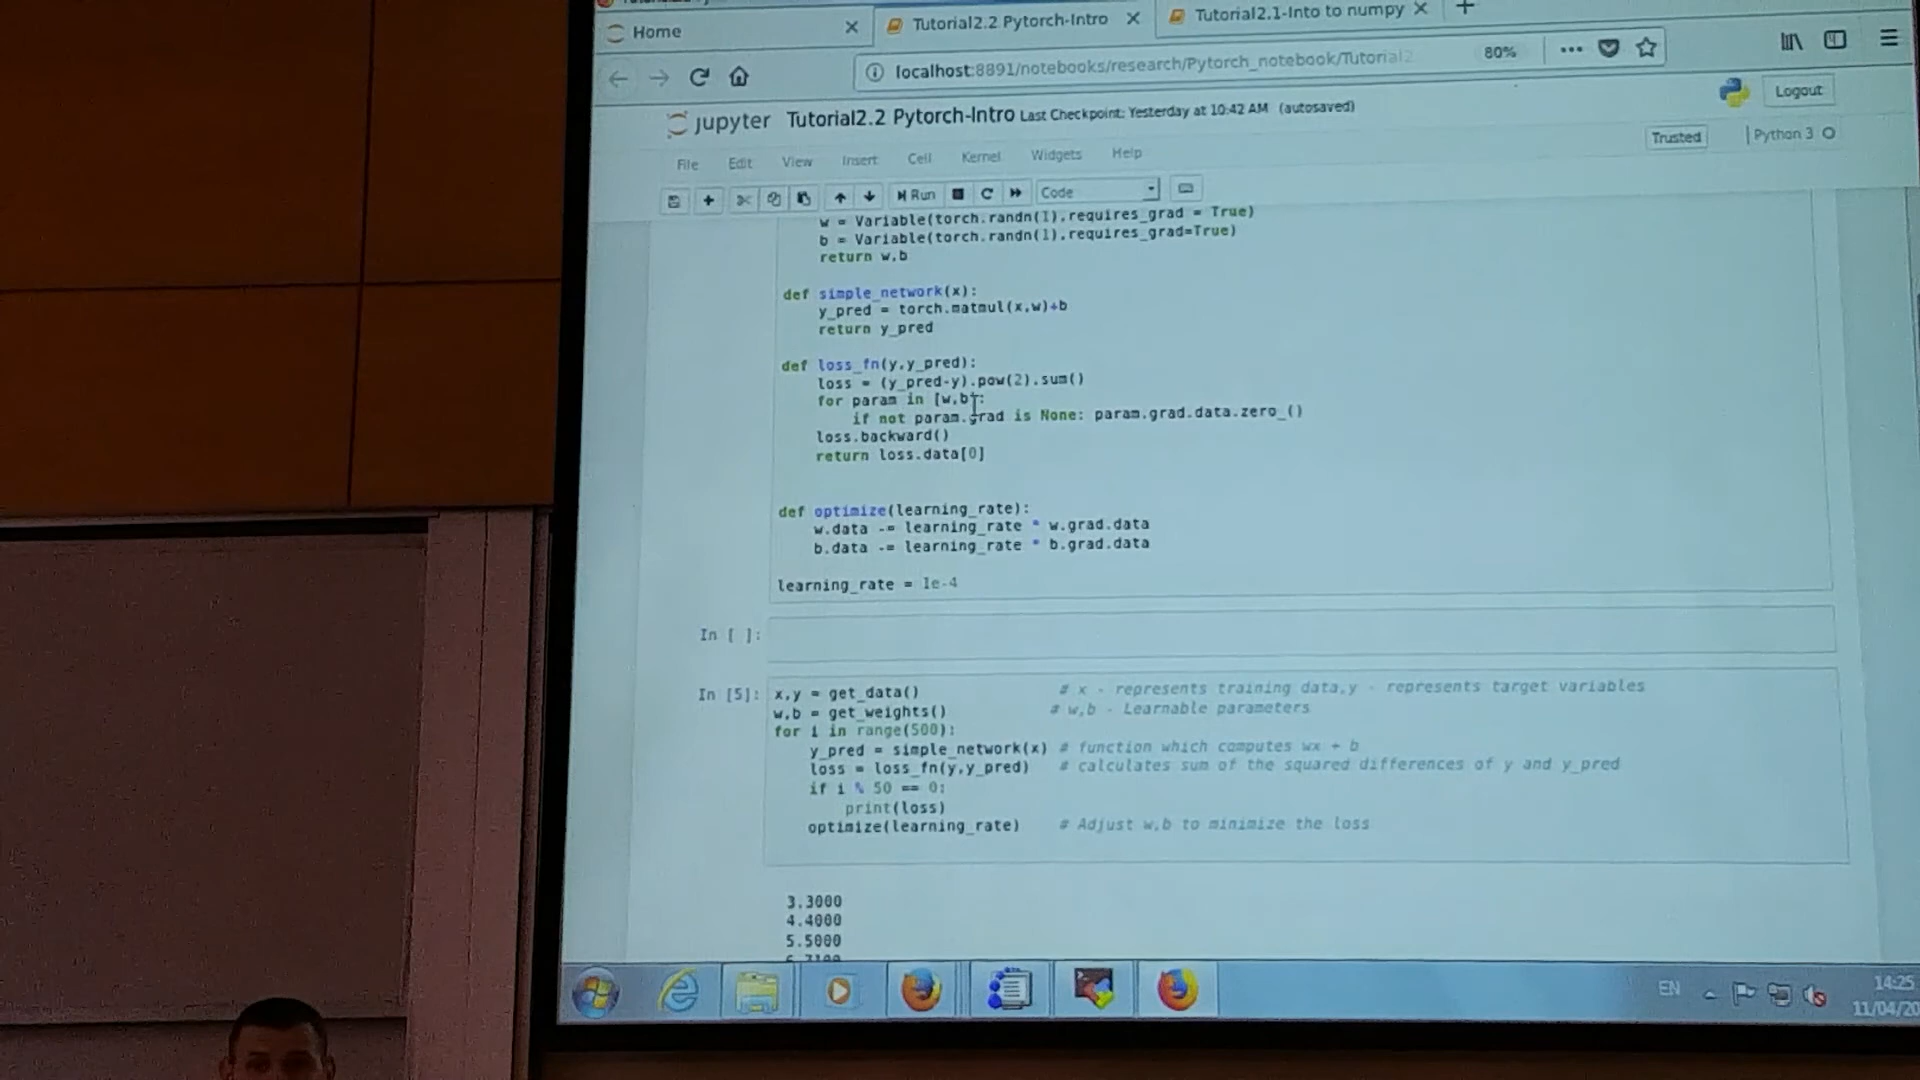 Home
Tutorial2.2 Pytorch-Intro
Tutorial2.1-Into to numpy
localhost:8891/notebooks/research/Pytorch_notebook/Tutorial2
80%
jupyter Tutorial2.2 Pytorch-Intro Last Checkpoint: Yesterday at 10:42 AM (autosaved)
Logout
File Edit View Insert Cell Kernel Widgets Help
Trusted
Python 3
Run
Code
w = Variable(torch.randn(1),requires_grad = True)
b = Variable(torch.randn(1),requires_grad=True)
return w,b
def simple_network(x):
y_pred = torch.matmul(x,w)+b
return y_pred
def loss_fn(y,y_pred):
loss = (y_pred-y).pow(2).sum()
for param in [w,b]:
if not param.grad is None: param.grad.data.zero_()
loss.backward()
return loss.data[0]
def optimize(learning_rate):
w.data -= learning_rate * w.grad.data
b.data -= learning_rate * b.grad.data
learning_rate = 1e-4
In [ ]:
In [5]:
x,y = get_data() # x - represents training data,y - represents target variables
w,b = get_weights() # w,b - Learnable parameters
for i in range(500):
y_pred = simple_network(x) # function which computes wx + b
loss = loss_fn(y,y_pred) # calculates sum of the squared differences of y and y_pred
if i % 50 == 0:
print(loss)
optimize(learning_rate) # Adjust w,b to minimize the loss
3.3000
4.4000
5.5000
EN
14:25
11/04/20